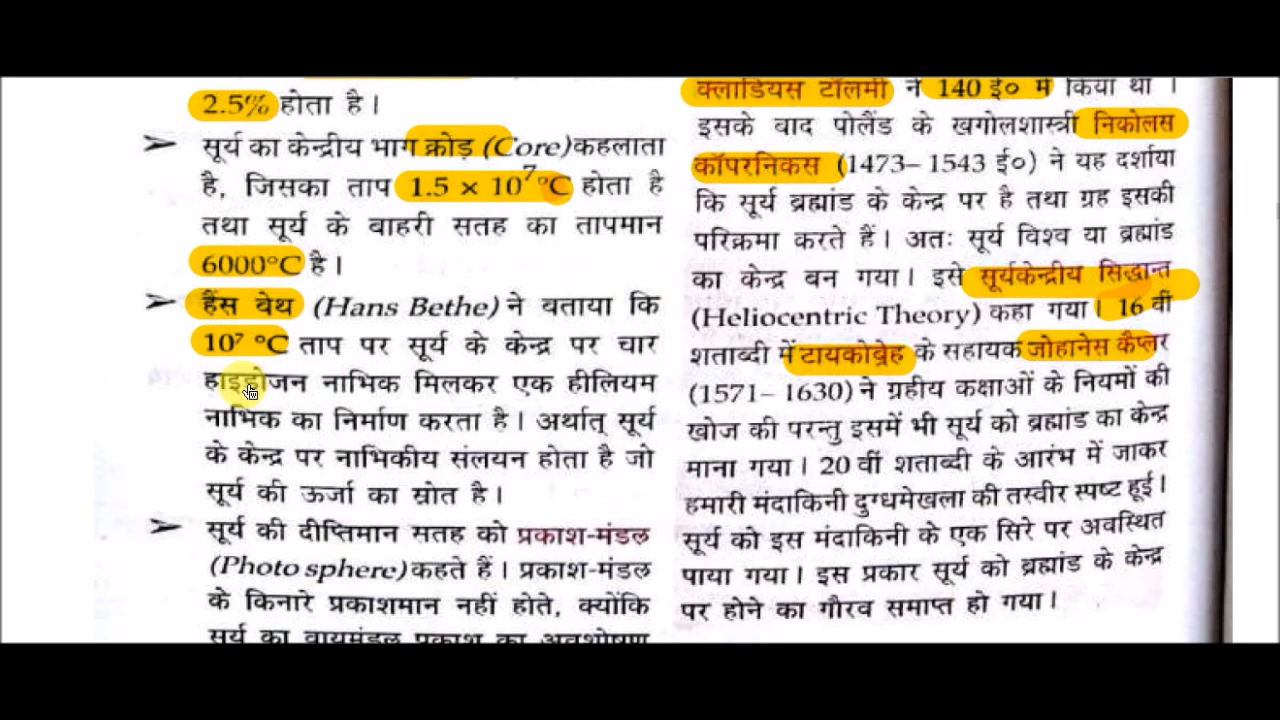 2.5% होता है।
➢ सूर्य का केन्द्रीय भाग क्रोड़ (Core)कहलाता
है, जिसका ताप 1.5 × 10⁷ °C होता है
तथा सूर्य के बाहरी सतह का तापमान
6000°C है।
➢ हैंस बेथ (Hans Bethe) ने बताया कि
10⁷ °C ताप पर सूर्य के केन्द्र पर चार
हाइड्रोजन नाभिक मिलकर एक हीलियम
नाभिक का निर्माण करता है। अर्थात् सूर्य
के केन्द्र पर नाभिकीय संलयन होता है जो
सूर्य की ऊर्जा का स्रोत है।
➢ सूर्य की दीप्तिमान सतह को प्रकाश-मंडल
(Photo sphere) कहते हैं। प्रकाश-मंडल
के किनारे प्रकाशमान नहीं होते, क्योंकि
सूर्य का वायुमंडल प्रकाश का अवशोषण
क्लाडियस टॉलमी ने 140 ई० में किया था ।
इसके बाद पोलैंड के खगोलशास्त्री निकोलस
कॉपरनिकस (1473– 1543 ई०) ने यह दर्शाया
कि सूर्य ब्रह्मांड के केन्द्र पर है तथा ग्रह इसकी
परिक्रमा करते हैं। अतः सूर्य विश्व या ब्रह्मांड
का केन्द्र बन गया। इसे सूर्यकेन्द्रीय सिद्धान्त
(Heliocentric Theory) कहा गया। 16 वीं
शताब्दी में टायकोब्रेह के सहायक जोहानेस कैप्लर
(1571– 1630) ने ग्रहीय कक्षाओं के नियमों की
खोज की परन्तु इसमें भी सूर्य को ब्रह्मांड का केन्द्र
माना गया। 20 वीं शताब्दी के आरंभ में जाकर
हमारी मंदाकिनी दुग्धमेखला की तस्वीर स्पष्ट हुई।
सूर्य को इस मंदाकिनी के एक सिरे पर अवस्थित
पाया गया। इस प्रकार सूर्य को ब्रह्मांड के केन्द्र
पर होने का गौरव समाप्त हो गया।